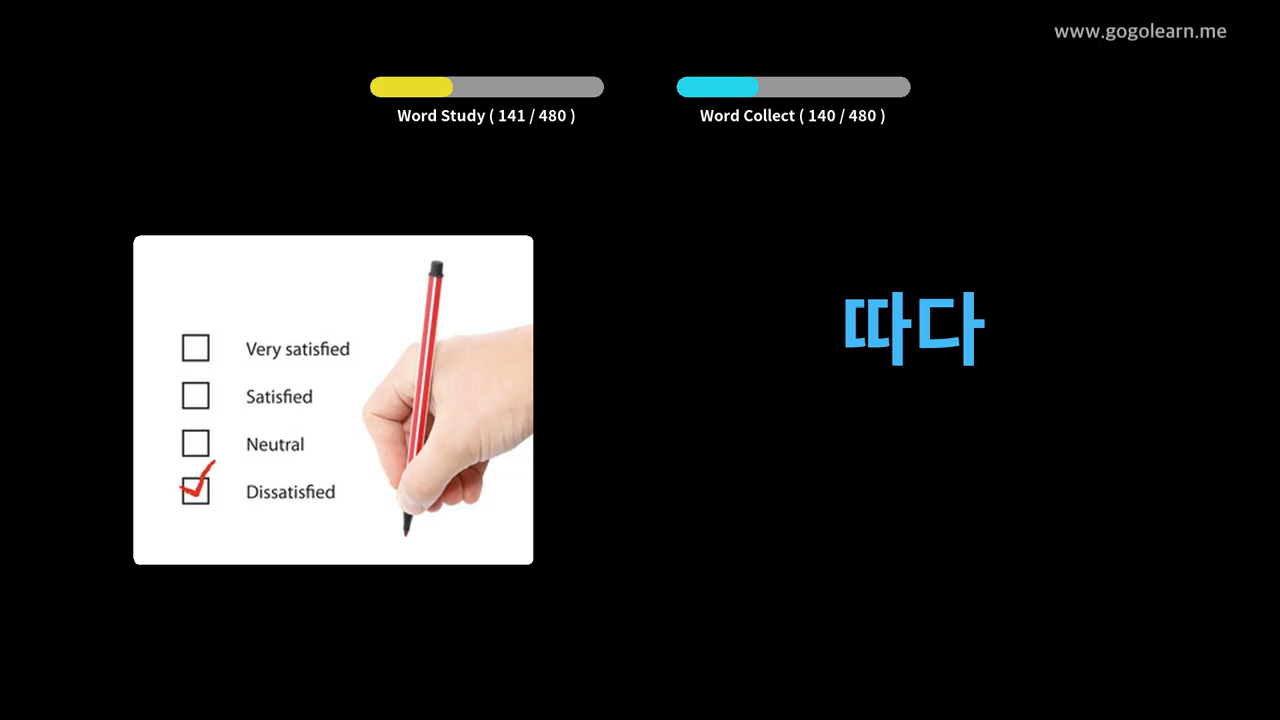 www.gogolearn.me
Word Study ( 141 / 480 )
Word Collect ( 140 / 480 )
Very satisfied
Satisfied
Neutral
Dissatisfied
따다